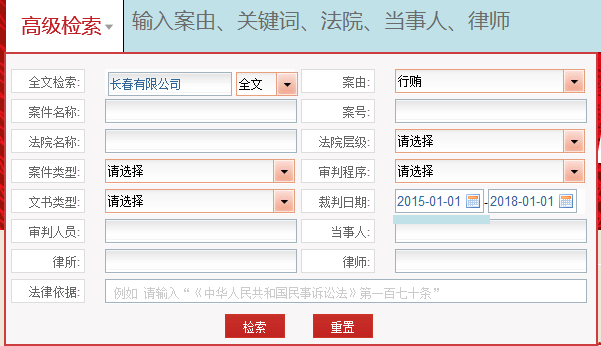 高级检索 输入案由、关键词、法院、当事人、律师
全文检索: 长春有限公司 全文 案由: 行贿
案件名称: 案号:
法院名称: 法院层级: 请选择
案件类型: 请选择 审判程序: 请选择
文书类型: 请选择 裁判日期: 2015-01-01 - 2018-01-01
审判人员: 当事人:
律所: 律师:
法律依据: 例如 请输入“《中华人民共和国民事诉讼法》第一百七十条”
检索 重置